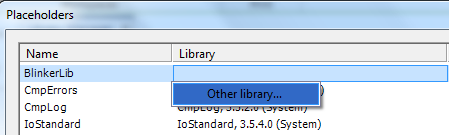 Placeholders
Name Library
BlinkerLib
Other library...
CmpErrors
CmpLog CmpLog, 3.5.2.0 (System)
IoStandard IoStandard, 3.5.4.0 (System)